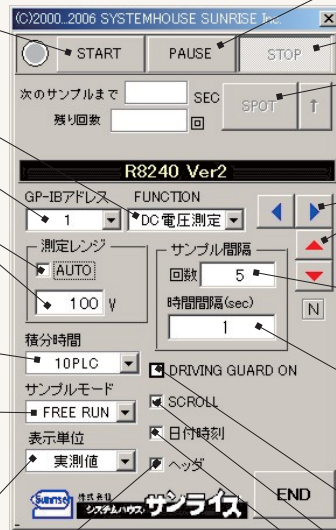 (C)2000..2006 SYSTEMHOUSE SUNRISE Inc.
START PAUSE STOP
次のサンプルまで SEC
SPOT ↑
残り回数 回
R8240 Ver2
GP-IBアドレス FUNCTION
1 DC電圧測定
測定レンジ サンプル間隔
AUTO 回数 5
100 V 時間間隔(sec)
1 N
積分時間
10PLC DRIVING GUARD ON
サンプルモード
FREE RUN SCROLL
表示単位 日付時刻
実測値 ヘッダ
Sunrise 株式会社 システムハウス サンライズ END